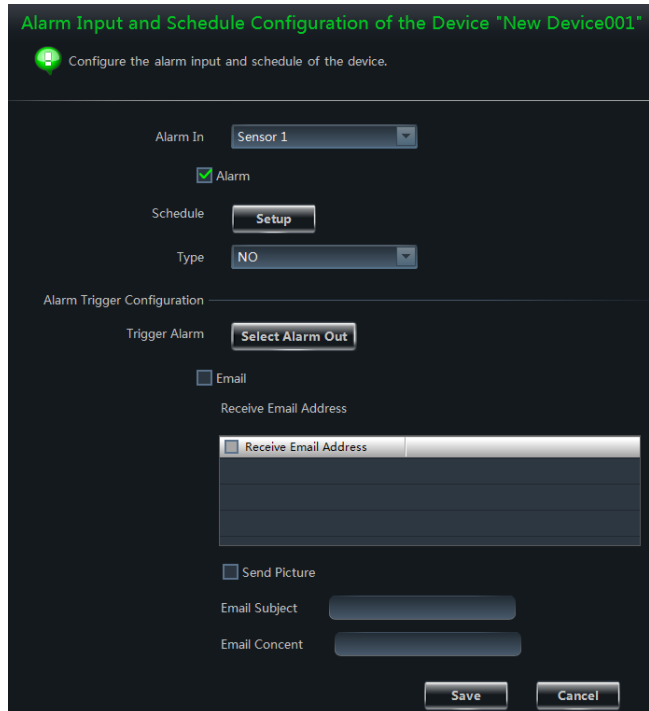 Alarm Input and Schedule Configuration of the Device "New Device001"
Configure the alarm input and schedule of the device.
Alarm In Sensor 1
Alarm
Schedule Setup
Type NO
Alarm Trigger Configuration
Trigger Alarm Select Alarm Out
Email
Receive Email Address
Receive Email Address
Send Picture
Email Subject
Email Concent
Save Cancel